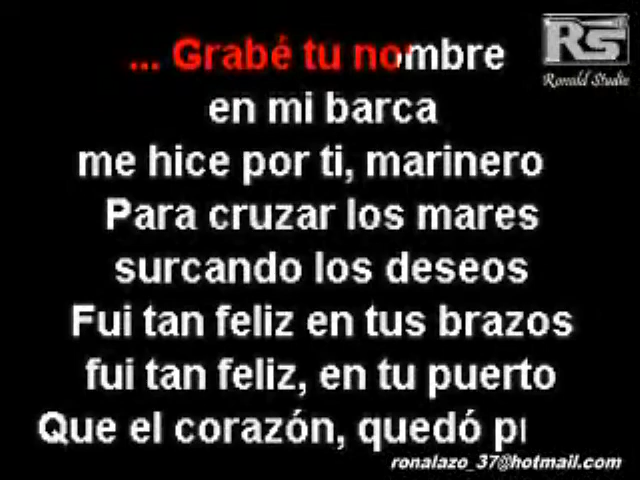 RS
Ronald Studio
... Grabé tu nombre
en mi barca
me hice por ti, marinero
Para cruzar los mares
surcando los deseos
Fui tan feliz en tus brazos
fui tan feliz, en tu puerto
Que el corazón, quedó
ronalazo_37@hotmail.com